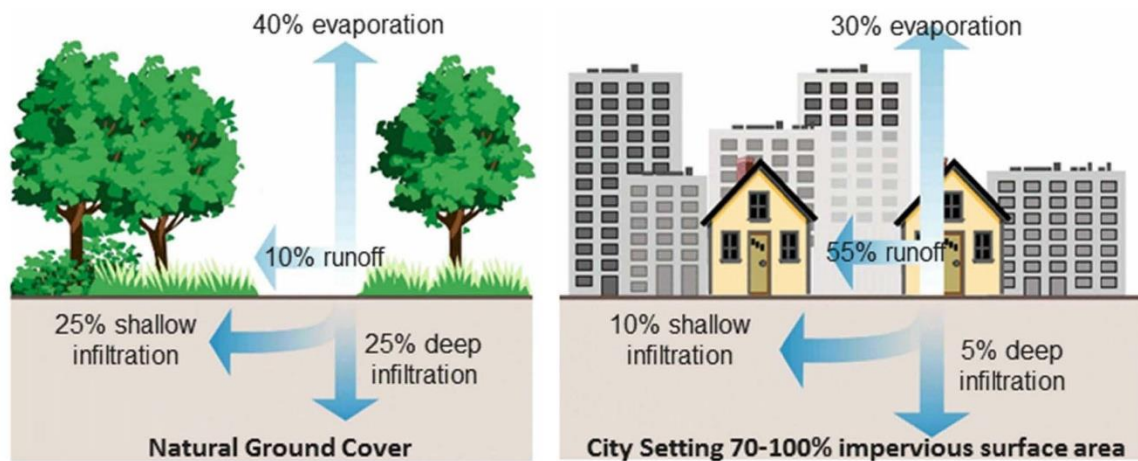 40% evaporation
10% runoff
25% shallow
infiltration
25% deep
infiltration
Natural Ground Cover
30% evaporation
55% runoff
10% shallow
infiltration
5% deep
infiltration
City Setting 70-100% impervious surface area